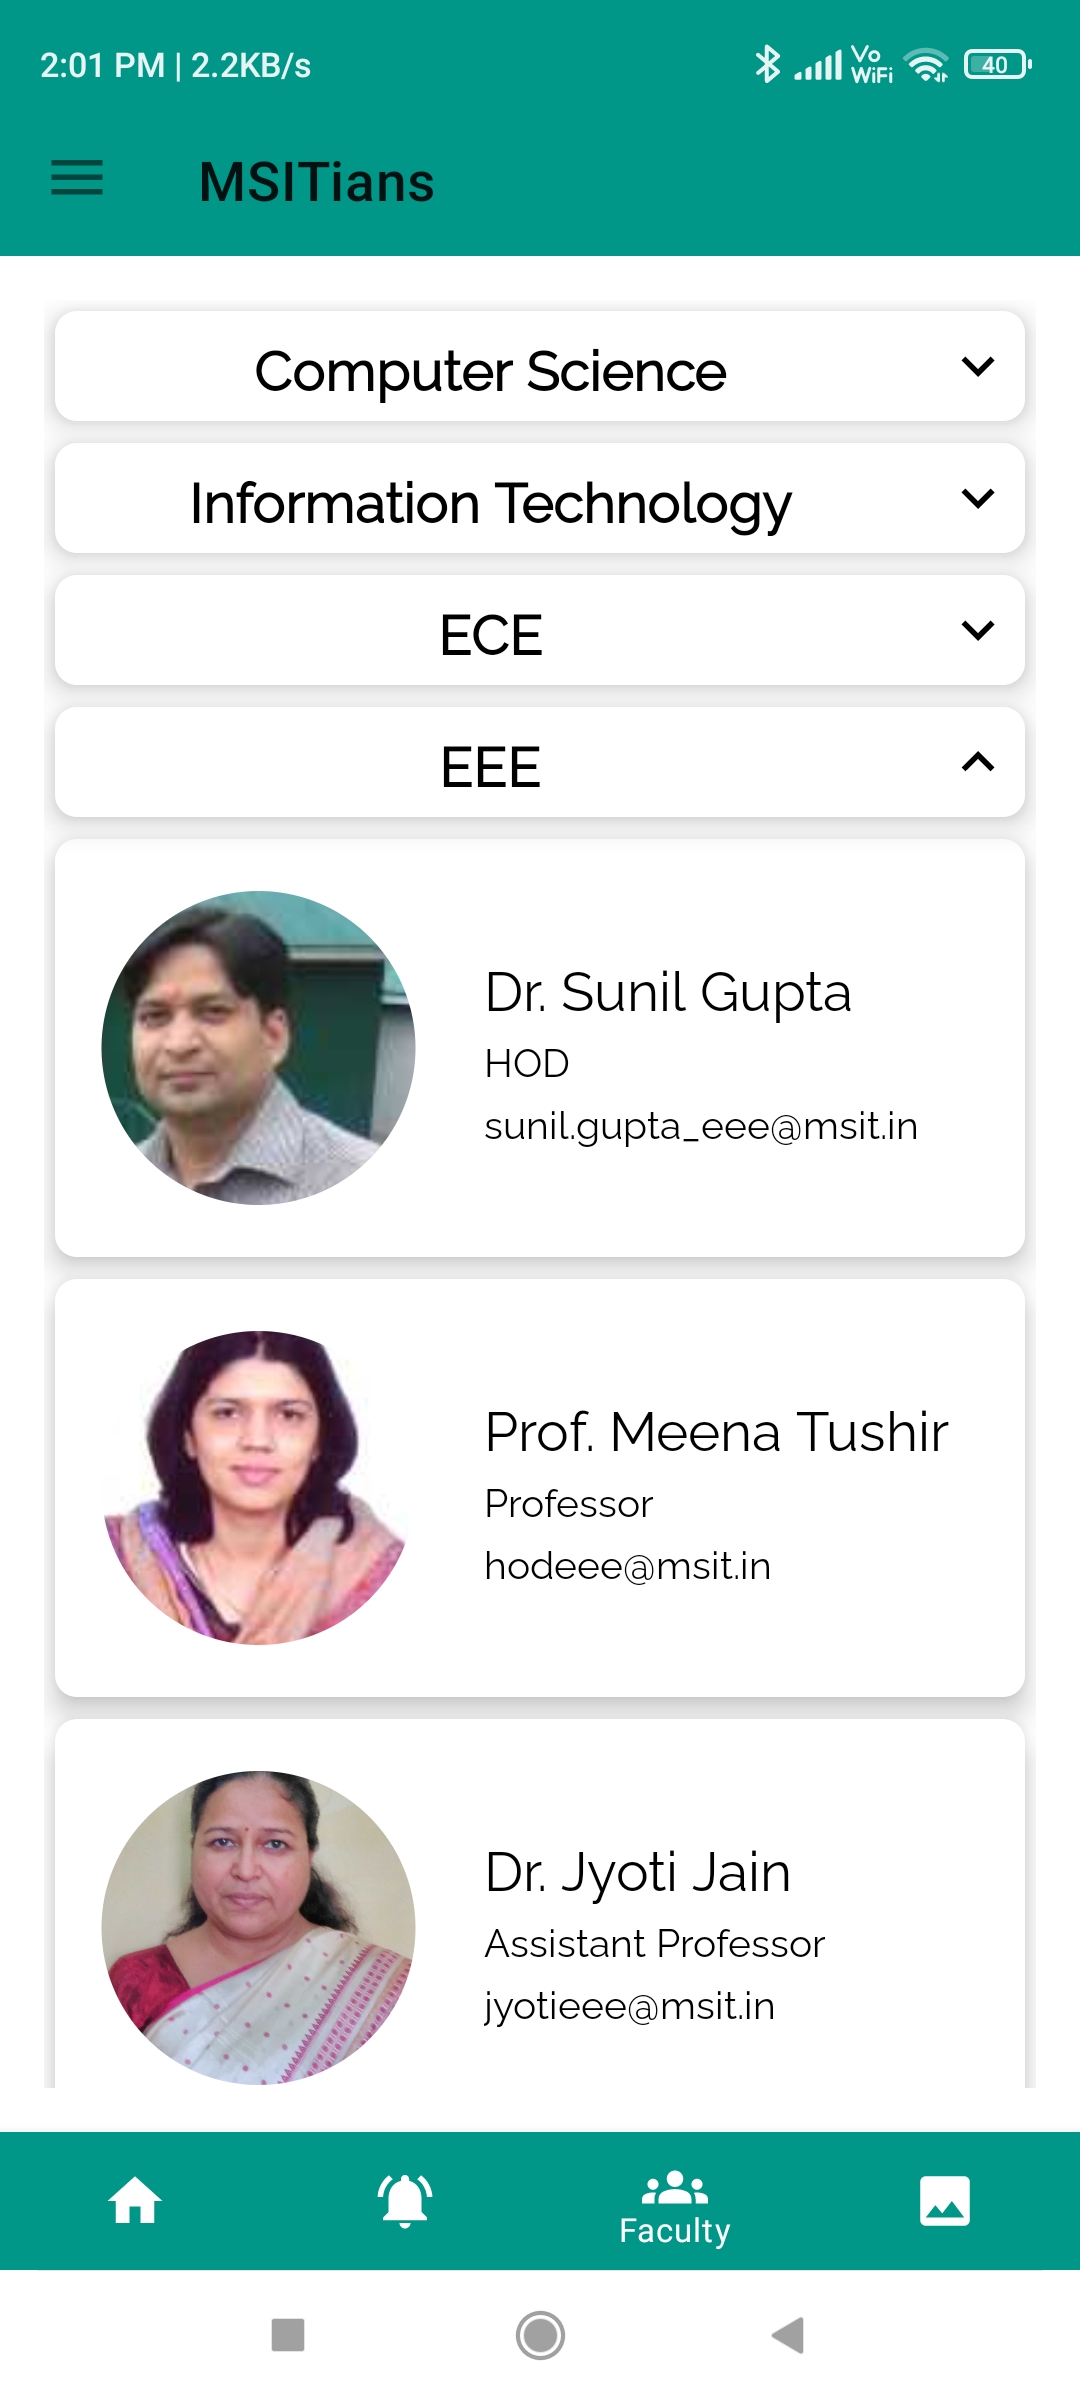 2:01 PM | 2.2KB/s
Vo
WiFi
40
MSITians
Computer Science
Information Technology
ECE
EEE
Dr. Sunil Gupta
HOD
sunil.gupta_eee@msit.in
Prof. Meena Tushir
Professor
hodeee@msit.in
Dr. Jyoti Jain
Assistant Professor
jyotieee@msit.in
Faculty